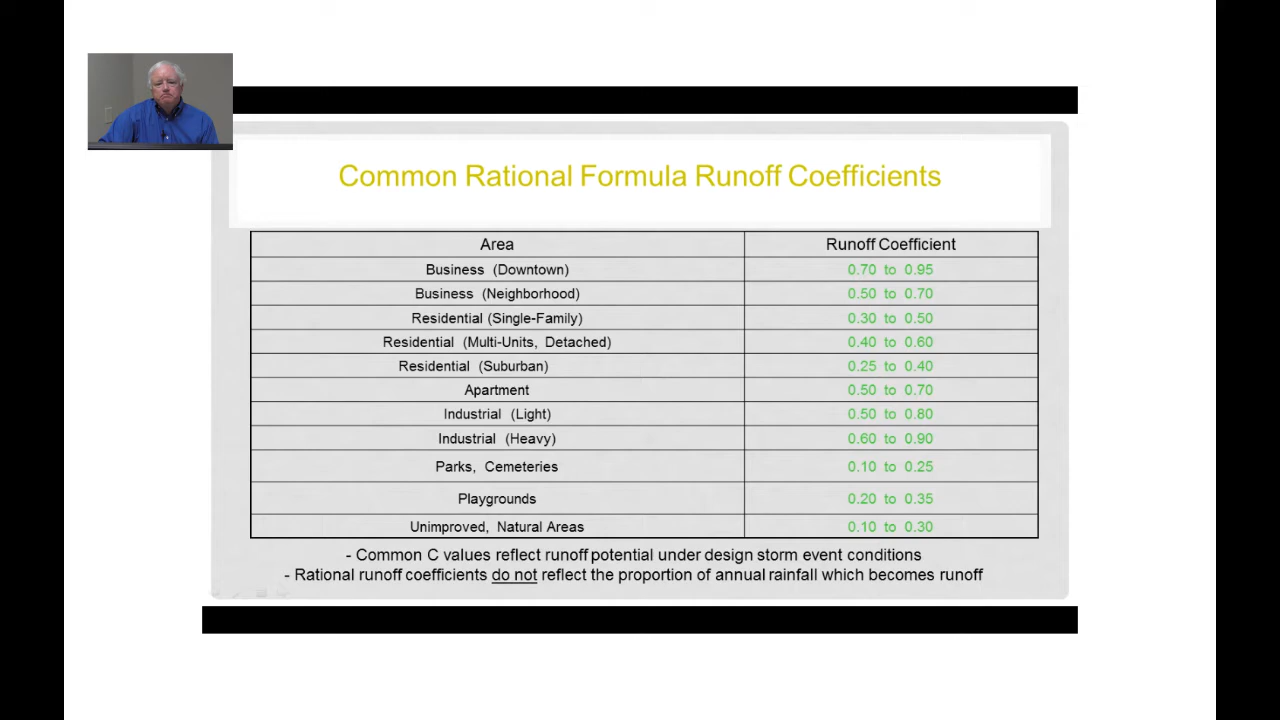 Common Rational Formula Runoff Coefficients
Area Runoff Coefficient
Business (Downtown) 0.70 to 0.95
Business (Neighborhood) 0.50 to 0.70
Residential (Single-Family) 0.30 to 0.50
Residential (Multi-Units, Detached) 0.40 to 0.60
Residential (Suburban) 0.25 to 0.40
Apartment 0.50 to 0.70
Industrial (Light) 0.50 to 0.80
Industrial (Heavy) 0.60 to 0.90
Parks, Cemeteries 0.10 to 0.25
Playgrounds 0.20 to 0.35
Unimproved, Natural Areas 0.10 to 0.30
- Common C values reflect runoff potential under design storm event conditions
- Rational runoff coefficients do not reflect the proportion of annual rainfall which becomes runoff